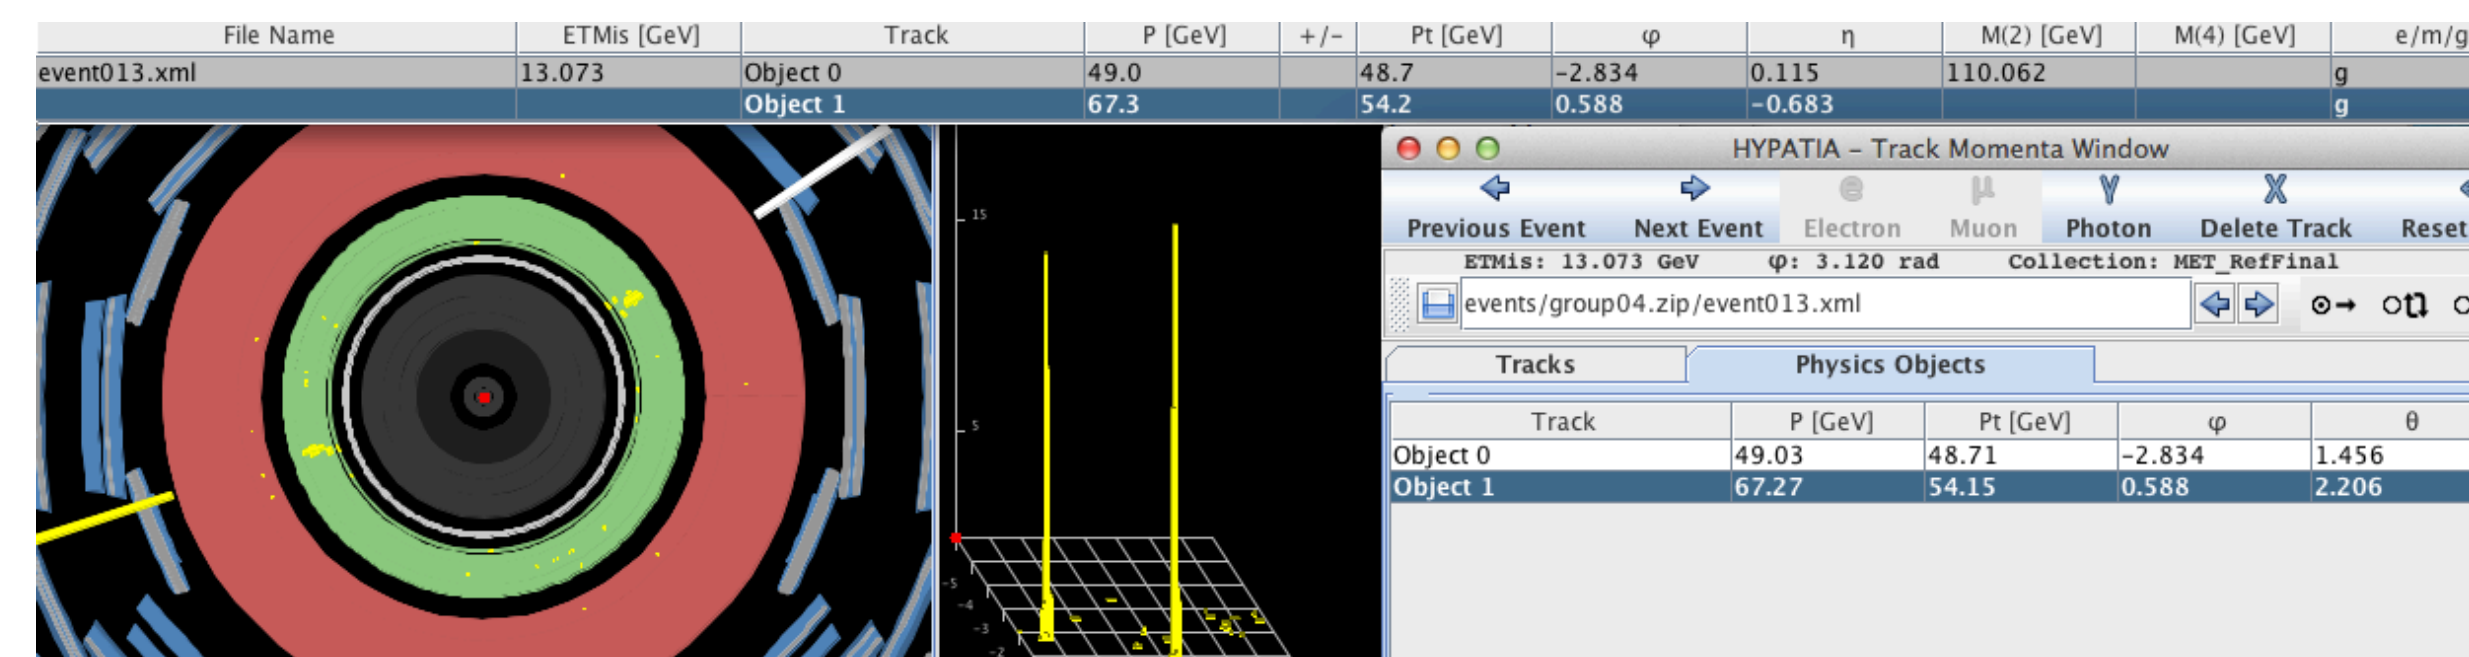 File Name ETMis [GeV] Track P [GeV] +/- Pt [GeV] φ η M(2) [GeV] M(4) [GeV] e/m/g
event013.xml 13.073 Object 0 49.0 48.7 -2.834 0.115 110.062 g
Object 1 67.3 54.2 0.588 -0.683 g
HYPATIA - Track Momenta Window
e μ γ X
Previous Event Next Event Electron Muon Photon Delete Track Reset
ETMis: 13.073 GeV φ: 3.120 rad Collection: MET_RefFinal
events/group04.zip/event013.xml
Tracks Physics Objects
Track P [GeV] Pt [GeV] φ θ
Object 0 49.03 48.71 -2.834 1.456
Object 1 67.27 54.15 0.588 2.206
15
5
-5
-4
-3
-2